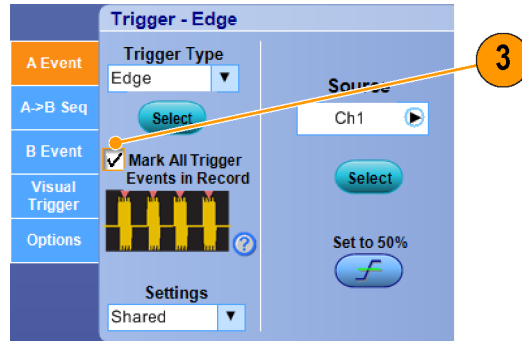 Trigger - Edge
A Event
A->B Seq
B Event
Visual
Trigger
Options
Trigger Type
Edge
Select
Mark All Trigger
Events in Record
?
Settings
Shared
Source
Ch1
Select
Set to 50%
3